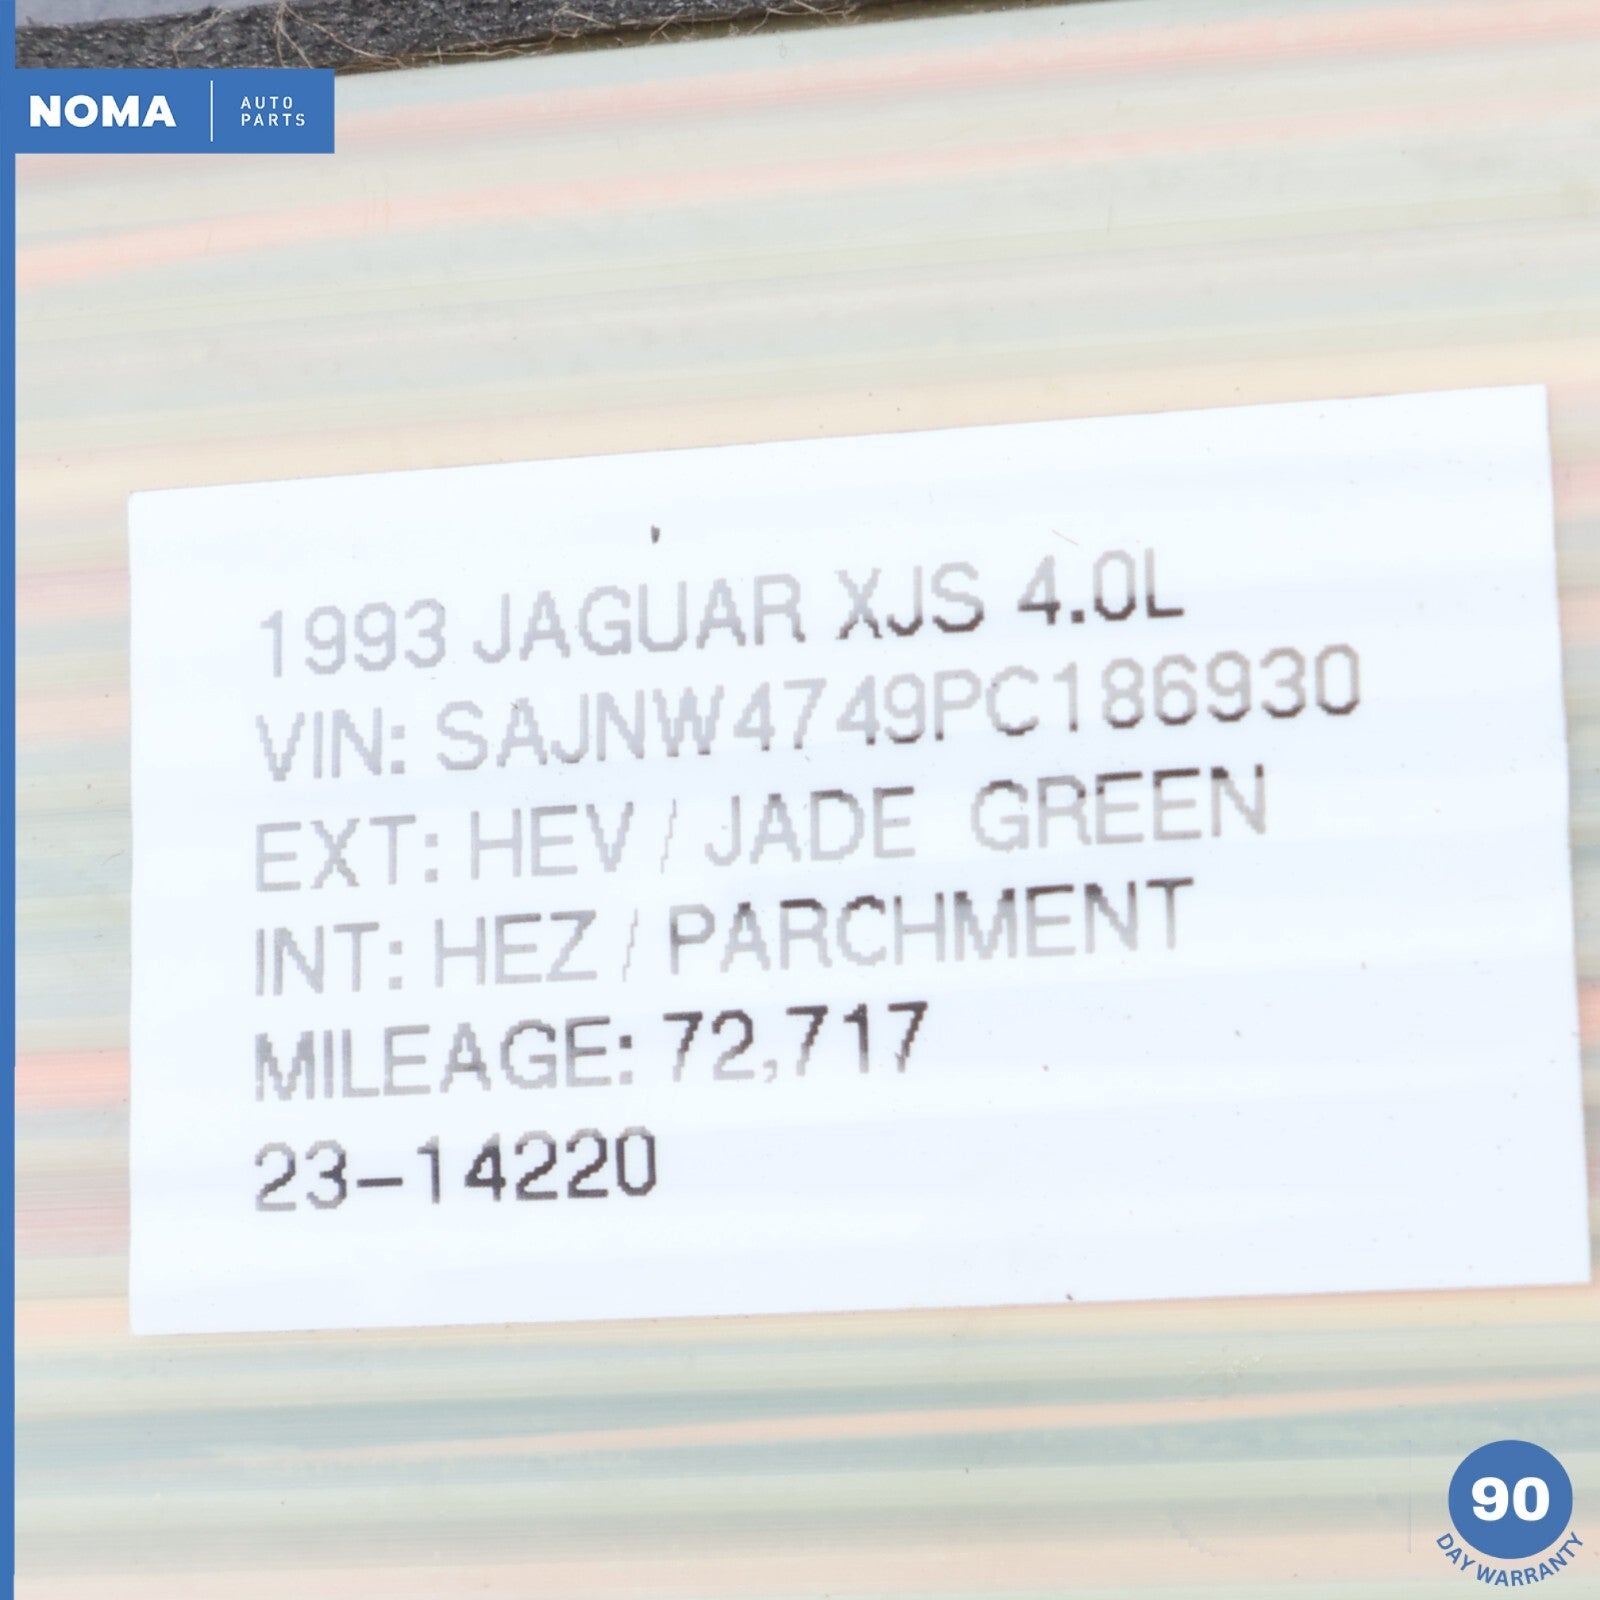 NOMA
AUTO
PARTS
1993 JAGUAR XJS 4.0L
VIN: SAJNW4749PC186930
EXT: HEV / JADE GREEN
INT: HEZ / PARCHMENT
MILEAGE: 72,717
23-14220
90
DAY WARRANTY